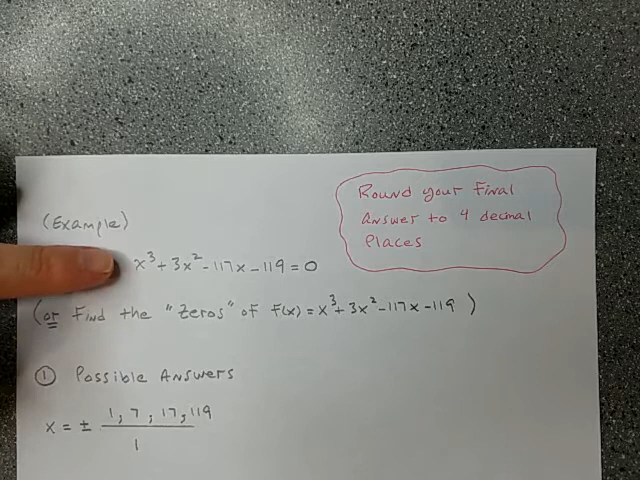 Round your Final
Answer to 4 decimal
Places
(Example)
x³+3x²-117x-119=0
(or Find the "Zeros" of F(x)=x³+3x²-117x-119)
① Possible Answers
x = ± 1, 7, 17, 119
1